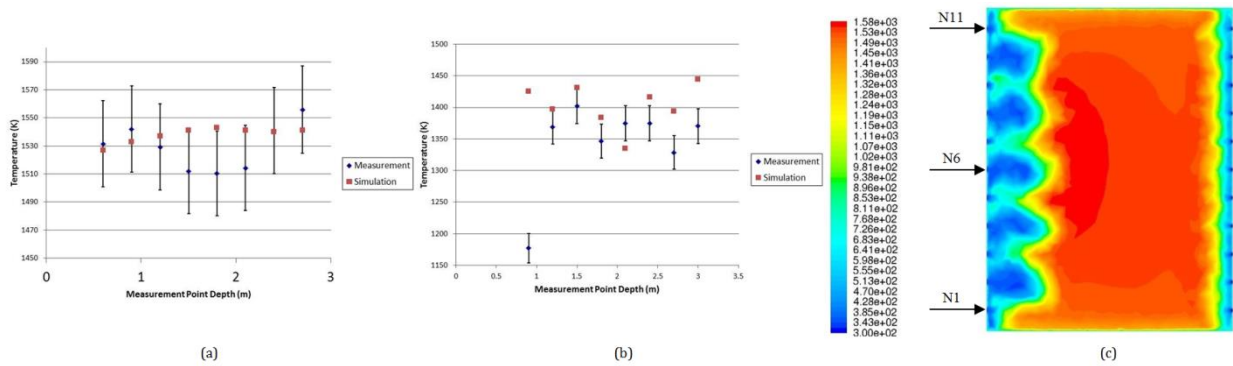 1590
1570
1550
1530
1510
1490
1470
1450
Temperature (K)
0
1
2
3
Measurement Point Depth (m)
Measurement
Simulation
(a)
1500
1450
1400
1350
1300
1250
1200
1150
Temperature (K)
0
0.5
1
1.5
2
2.5
3
3.5
Measurement Point Depth (m)
Measurement
Simulation
(b)
1.58e+03
1.53e+03
1.49e+03
1.45e+03
1.41e+03
1.36e+03
1.32e+03
1.28e+03
1.24e+03
1.19e+03
1.15e+03
1.11e+03
1.07e+03
1.02e+03
9.81e+02
9.38e+02
8.96e+02
8.53e+02
8.11e+02
7.68e+02
7.26e+02
6.83e+02
6.41e+02
5.98e+02
5.55e+02
5.13e+02
4.70e+02
4.28e+02
3.85e+02
3.43e+02
3.00e+02
N11
N6
N1
(c)